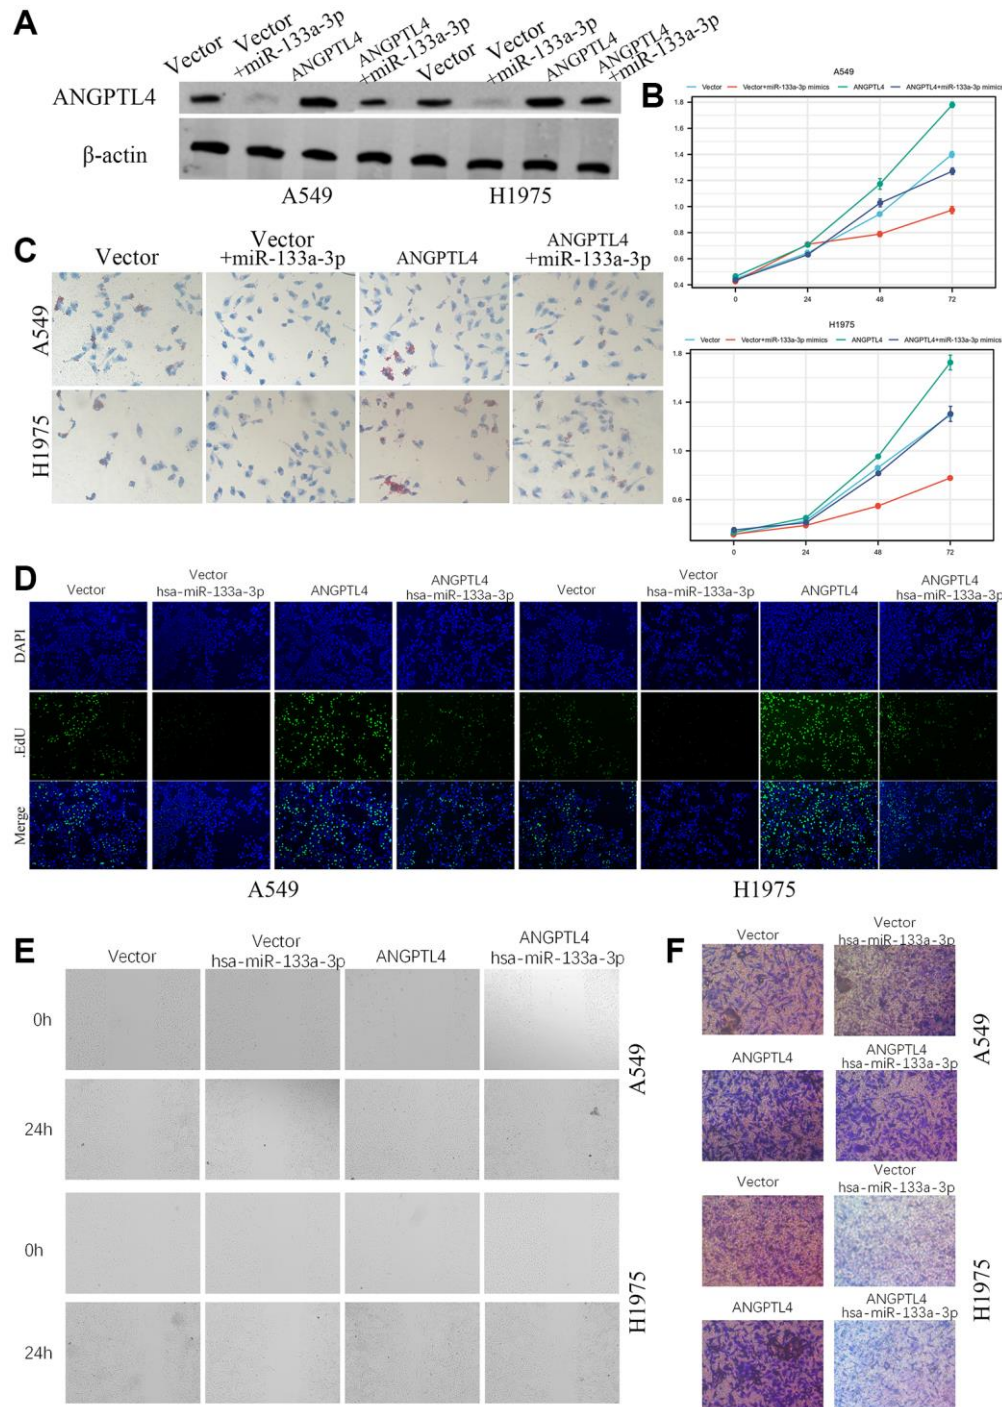 A
Vector
Vector
+miR-133a-3p
ANGPTL4
ANGPTL4
+miR-133a-3p
Vector
Vector
+miR-133a-3p
ANGPTL4
ANGPTL4
+miR-133a-3p
ANGPTL4
β-actin
A549 H1975
B
A549
Vector Vector+miR-133a-3p mimics ANGPTL4 ANGPTL4+miR-133a-3p mimics
1.8
1.6
1.4
1.2
1.0
0.8
0.6
0.4
0 24 48 72
H1975
Vector Vector+miR-133a-3p mimics ANGPTL4 ANGPTL4+miR-133a-3p mimics
1.8
1.4
1.0
0.6
0 24 48 72
C
Vector
Vector
+miR-133a-3p
ANGPTL4
ANGPTL4
+miR-133a-3p
A549
H1975
D
Vector
Vector
hsa-miR-133a-3p
ANGPTL4
ANGPTL4
hsa-miR-133a-3p
Vector
Vector
hsa-miR-133a-3p
ANGPTL4
ANGPTL4
hsa-miR-133a-3p
DAPI
.EdU
Merge
A549 H1975
E
Vector
Vector
hsa-miR-133a-3p
ANGPTL4
ANGPTL4
hsa-miR-133a-3p
0h
24h
A549
0h
24h
H1975
F
Vector
Vector
hsa-miR-133a-3p
ANGPTL4
ANGPTL4
hsa-miR-133a-3p
A549
Vector
Vector
hsa-miR-133a-3p
ANGPTL4
ANGPTL4
hsa-miR-133a-3p
H1975